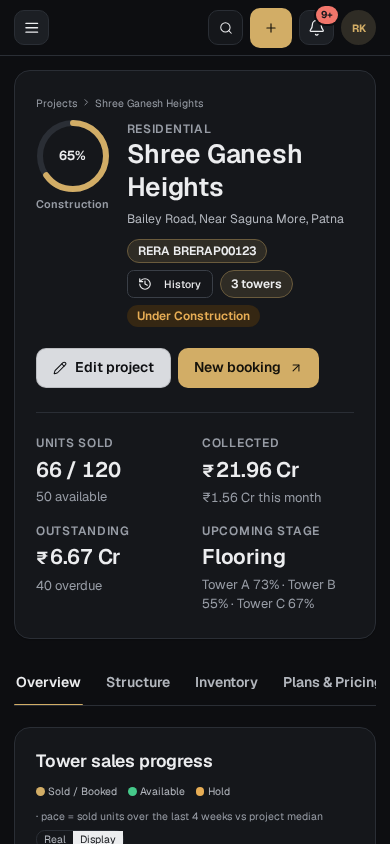 9+
RK
Projects > Shree Ganesh Heights
65%
Construction
RESIDENTIAL
Shree Ganesh
Heights
Bailey Road, Near Saguna More, Patna
RERA BRERAP00123
History
3 towers
Under Construction
Edit project
New booking
UNITS SOLD
66 / 120
50 available
COLLECTED
₹21.96 Cr
₹1.56 Cr this month
OUTSTANDING
₹6.67 Cr
40 overdue
UPCOMING STAGE
Flooring
Tower A 73% · Tower B
55% · Tower C 67%
Overview Structure Inventory Plans & Pricing
Tower sales progress
Sold / Booked Available Hold
· pace = sold units over the last 4 weeks vs project median
Real Display